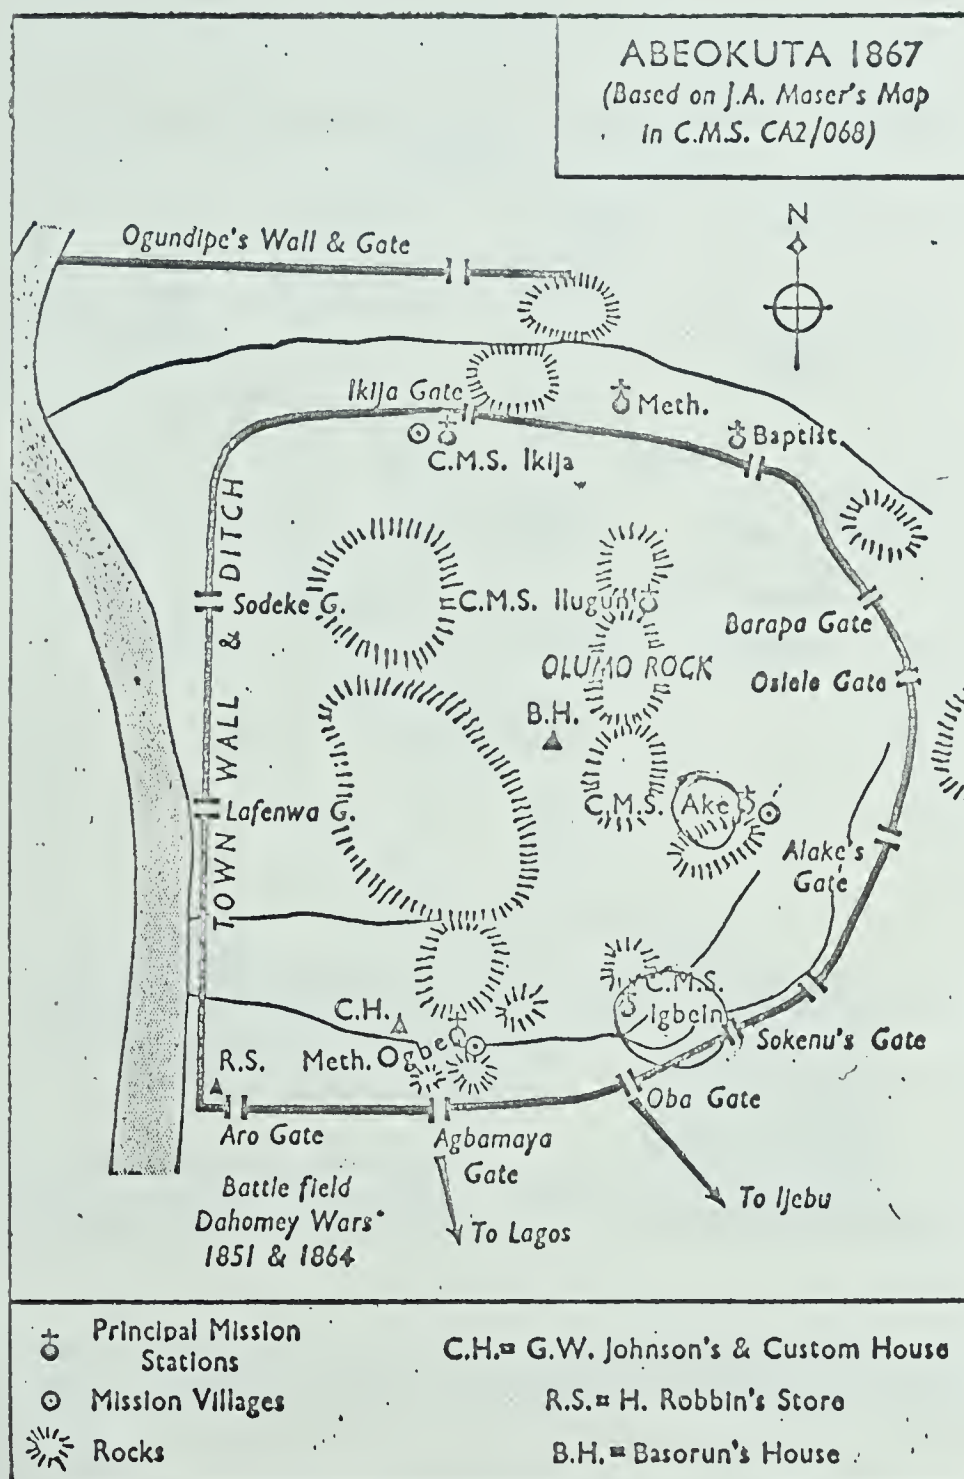 ABEOKUTA 1867
(Based on J.A. Maser's Map
in C.M.S. CA2/068)
N
Ogundipe's Wall & Gate
Ikija Gate
Meth.
Baptist
C.M.S. Ikija
TOWN WALL & DITCH
Sodeke G.
C.M.S. Ilugun
Barapa Gate
OLUMO ROCK
Osiele Gate
B.H.
Lafenwa G.
C.M.S. Ake
Alake's
Gate
C.M.S.
Igbein
C.H.
Meth. Ogbe
Sokenu's Gate
R.S.
Oba Gate
Aro Gate
Agbamaya
Gate
Battle field
Dahomey Wars
1851 & 1864
To Lagos
To Ijebu
Principal Mission
Stations
Mission Villages
Rocks
C.H.= G.W. Johnson's & Custom House
R.S.= H. Robbin's Store
B.H.= Basorun's House